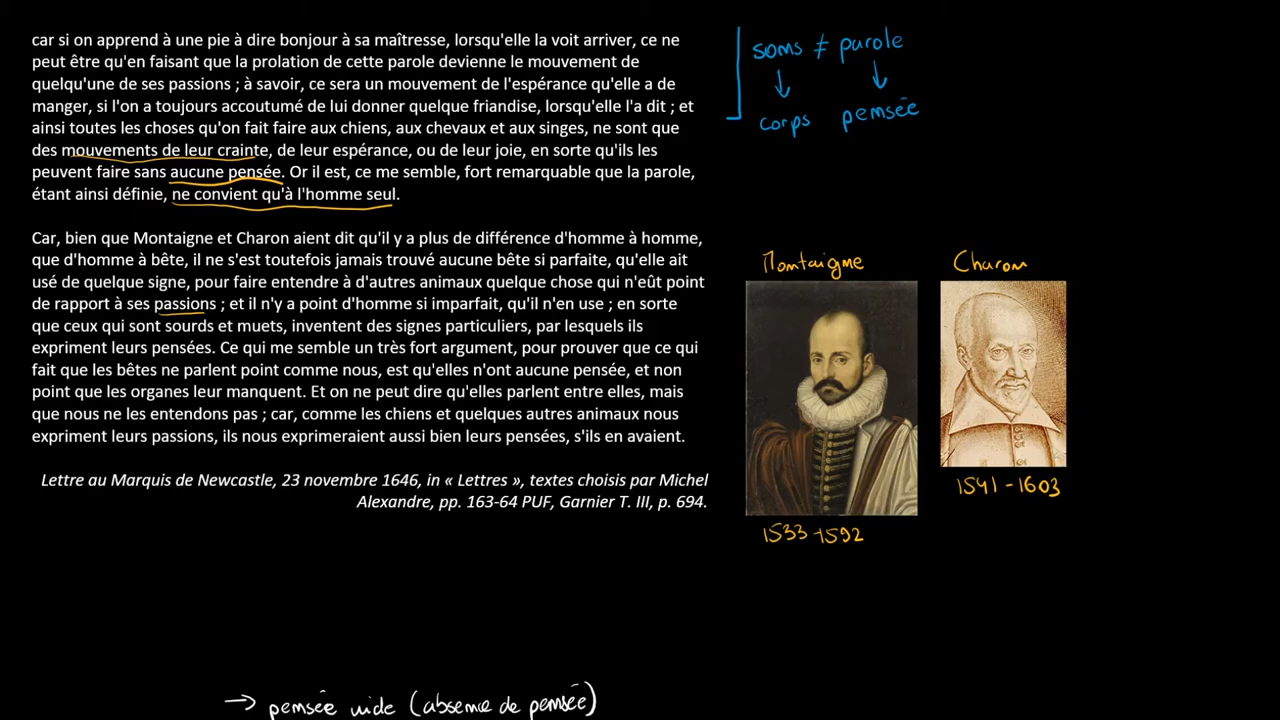 car si on apprend à une pie à dire bonjour à sa maîtresse, lorsqu'elle la voit arriver, ce ne
peut être qu'en faisant que la prolation de cette parole devienne le mouvement de
quelqu'une de ses passions ; à savoir, ce sera un mouvement de l'espérance qu'elle a de
manger, si l'on a toujours accoutumé de lui donner quelque friandise, lorsqu'elle l'a dit ; et
ainsi toutes les choses qu'on fait faire aux chiens, aux chevaux et aux singes, ne sont que
des mouvements de leur crainte, de leur espérance, ou de leur joie, en sorte qu'ils les
peuvent faire sans aucune pensée. Or il est, ce me semble, fort remarquable que la parole,
étant ainsi définie, ne convient qu'à l'homme seul.
Car, bien que Montaigne et Charon aient dit qu'il y a plus de différence d'homme à homme,
que d'homme à bête, il ne s'est toutefois jamais trouvé aucune bête si parfaite, qu'elle ait
usé de quelque signe, pour faire entendre à d'autres animaux quelque chose qui n'eût point
de rapport à ses passions ; et il n'y a point d'homme si imparfait, qu'il n'en use ; en sorte
que ceux qui sont sourds et muets, inventent des signes particuliers, par lesquels ils
expriment leurs pensées. Ce qui me semble un très fort argument, pour prouver que ce qui
fait que les bêtes ne parlent point comme nous, est qu'elles n'ont aucune pensée, et non
point que les organes leur manquent. Et on ne peut dire qu'elles parlent entre elles, mais
que nous ne les entendons pas ; car, comme les chiens et quelques autres animaux nous
expriment leurs passions, ils nous exprimeraient aussi bien leurs pensées, s'ils en avaient.
Lettre au Marquis de Newcastle, 23 novembre 1646, in « Lettres », textes choisis par Michel
Alexandre, pp. 163-64 PUF, Garnier T. III, p. 694.
sons ≠ parole
↓ ↓
corps pensée
Montaigne Charon
1541 - 1603
1533 - 1592
→ pensée vide (absence de pensée)